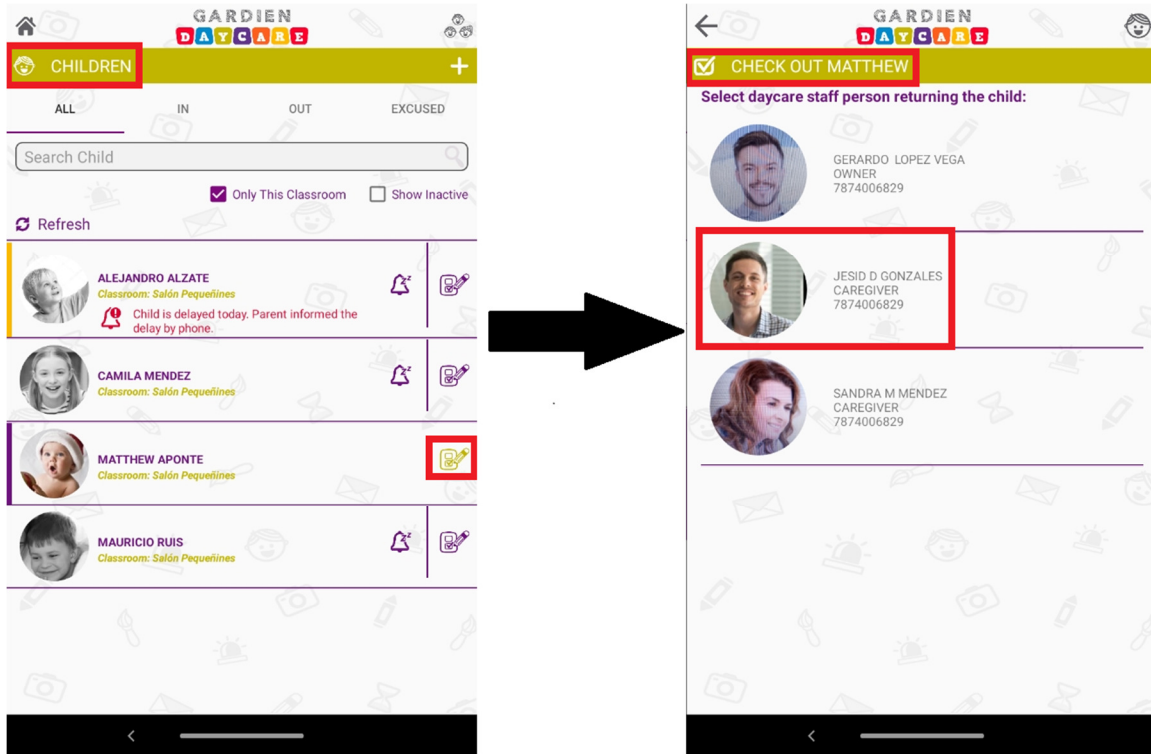 GARDIEN
DAYCARE
CHILDREN
+
ALL IN OUT EXCUSED
Search Child
Only This Classroom Show Inactive
Refresh
ALEJANDRO ALZATE
Classroom: Salón Pequeñines
Child is delayed today. Parent informed the
delay by phone.
CAMILA MENDEZ
Classroom: Salón Pequeñines
MATTHEW APONTE
Classroom: Salón Pequeñines
MAURICIO RUIS
Classroom: Salón Pequeñines
GARDIEN
DAYCARE
CHECK OUT MATTHEW
Select daycare staff person returning the child:
GERARDO LOPEZ VEGA
OWNER
7874006829
JESID D GONZALES
CAREGIVER
7874006829
SANDRA M MENDEZ
CAREGIVER
7874006829